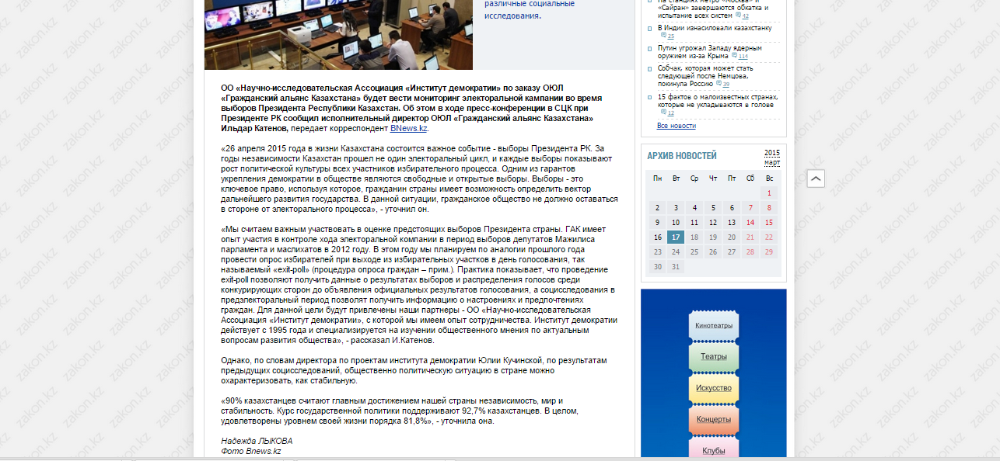 различные социальные
исследования.
ОО «Научно-исследовательская Ассоциация «Институт демократии» по заказу ОЮЛ
«Гражданский альянс Казахстана» будет вести мониторинг электоральной кампании во время
выборов Президента Республики Казахстан. Об этом в ходе пресс-конференции в СЦК при
Президенте РК сообщил исполнительный директор ОЮЛ «Гражданский альянс Казахстана»
Ильдар Катенов, передает корреспондент BNews.kz.
«26 апреля 2015 года в жизни Казахстана состоится важное событие - выборы Президента РК. За
годы независимости Казахстан прошел не один электоральный цикл, и каждые выборы показывают
рост политической культуры всех участников избирательного процесса. Одним из гарантов
укрепления демократии в обществе являются свободные и открытые выборы. Выборы - это
ключевое право, используя которое, гражданин страны имеет возможность определить вектор
дальнейшего развития государства. В данной ситуации, гражданское общество не должно оставаться
в стороне от электорального процесса», - уточнил он.
«Мы считаем важным участвовать в оценке предстоящих выборов Президента страны. ГАК имеет
опыт участия в контроле хода электоральной компании в период выборов депутатов Мажилиса
парламента и маслихатов в 2012 году. В этом году мы планируем по аналогии прошлого года
провести опрос избирателей при выходе из избирательных участков в день голосования, так
называемый «exit-poll» (процедура опроса граждан – прим.). Практика показывает, что проведение
exit-poll позволяют получить данные о результатах выборов и распределения голосов среди
конкурирующих сторон до объявления официальных результатов голосования, а социсследования в
предэлекторальный период позволят получить информацию о настроениях и предпочтениях
граждан. Для данной цели будут привлечены наши партнеры - ОО «Научно-исследовательская
Ассоциация «Институт демократии», с которой мы имеем опыт сотрудничества. Институт демократии
действует с 1995 года и специализируется на изучении общественного мнения по актуальным
вопросам развития общества», - рассказал И.Катенов.
Однако, по словам директора по проектам института демократии Юлии Кучинской, по результатам
предыдущих социсследований, общественно политическую ситуацию в стране можно
охарактеризовать, как стабильную.
«90% казахстанцев считают главным достижением нашей страны независимость, мир и
стабильность. Курс государственной политики поддерживают 92,7% казахстанцев. В целом,
удовлетворены уровнем своей жизни порядка 81,8%», - уточнила она.
Надежда ЛЫКОВА
Фото Bnews.kz
На станциях метро «Москва» и
«Сайран» завершаются обкатка и
испытание всех систем 42
В Индии изнасиловали казахстанку
25
Путин угрожал Западу ядерным
оружием из-за Крыма 114
Собчак, которая может стать
следующей после Немцова,
покинула Россию 39
15 фактов о малоизвестных странах,
которые не укладываются в голове
12
Все новости
АРХИВ НОВОСТЕЙ 2015
март
Пн Вт Ср Чт Пт Сб Вс
1
2 3 4 5 6 7 8
9 10 11 12 13 14 15
16 17 18 19 20 21 22
23 24 25 26 27 28 29
30 31
Кинотеатры
Театры
Искусство
Концерты
Клубы
zakon.kz